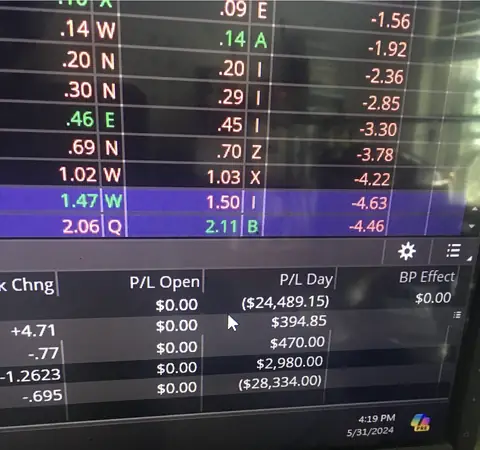 .09 E
-1.56
.14 W .14 A -1.92
.20 N .20 I -2.36
.30 N .29 I -2.85
.46 E .45 I -3.30
.69 N .70 Z -3.78
1.02 W 1.03 X -4.22
1.47 W 1.50 I -4.63
2.06 Q 2.11 B -4.46
Chng P/L Open P/L Day BP Effect
$0.00 ($24,489.15) $0.00
+4.71 $0.00 $394.85
-.77 $0.00 $470.00
-1.2623 $0.00 $2,980.00
-.695 $0.00 ($28,334.00)
4:19 PM
5/31/2024
PRE